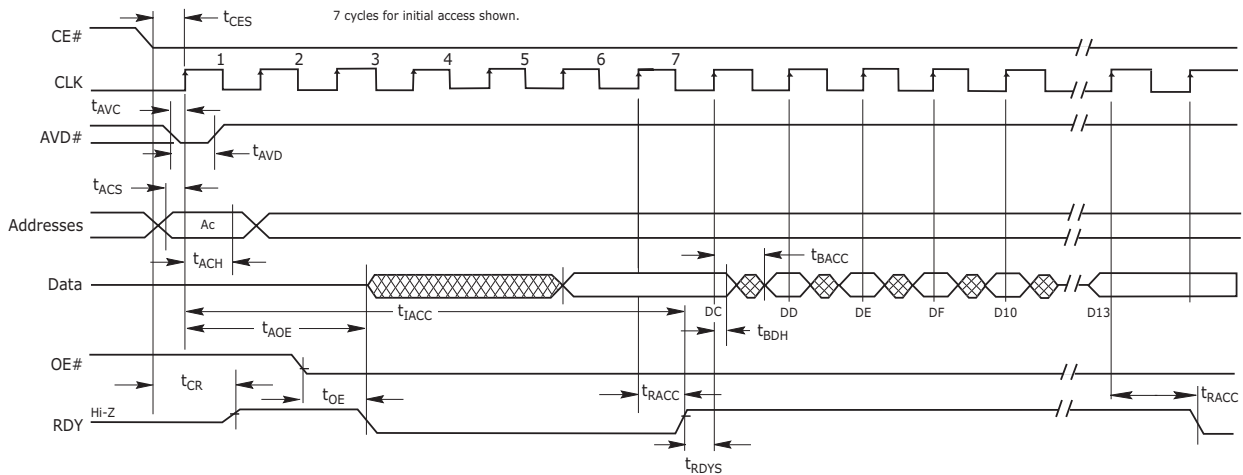 7 cycles for initial access shown.
tCES
CE#
1 2 3 4 5 6 7
CLK
tAVC
AVD#
tAVD
tACS
Addresses
Ac
tACH
tBACC
Data
tIACC
DC DD DE DF D10 D13
tAOE
tBDH
OE#
tCR
tOE
tRACC
tRACC
Hi-Z
RDY
tRDYS